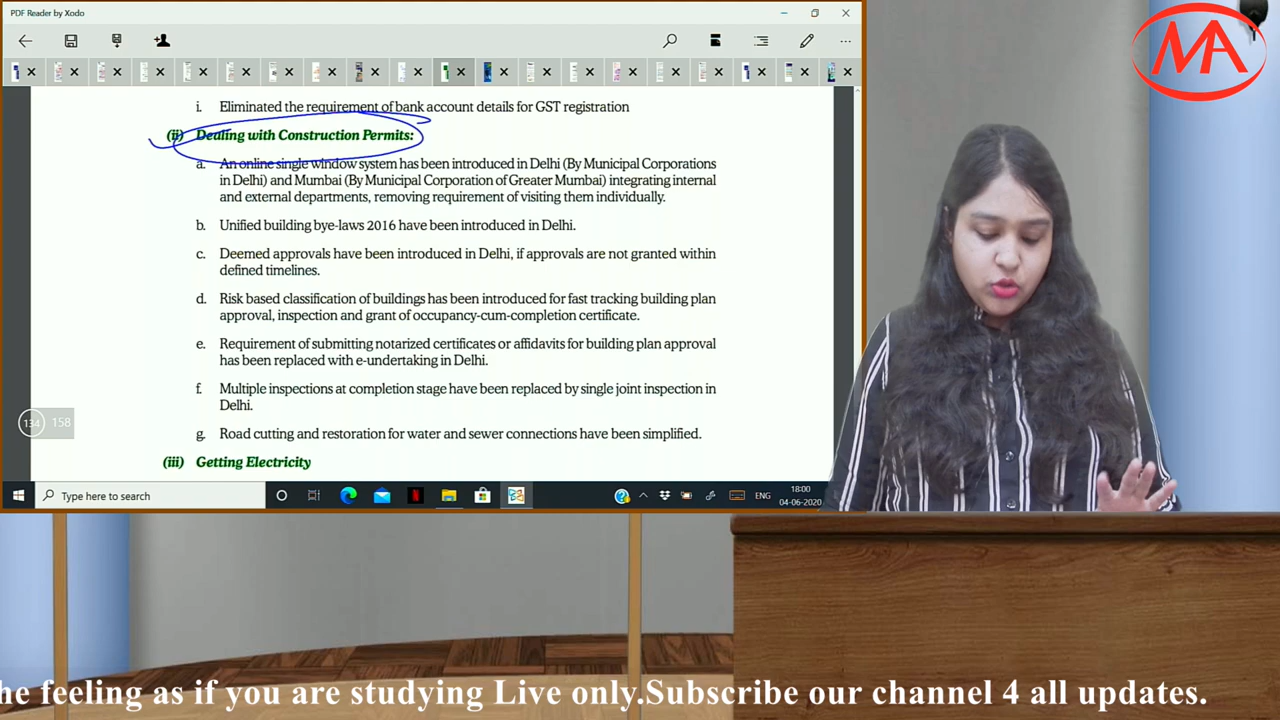 PDF Reader by Xodo
MA
i. Eliminated the requirement of bank account details for GST registration
(ii) Dealing with Construction Permits:
a. An online single window system has been introduced in Delhi (By Municipal Corporations
in Delhi) and Mumbai (By Municipal Corporation of Greater Mumbai) integrating internal
and external departments, removing requirement of visiting them individually.
b. Unified building bye-laws 2016 have been introduced in Delhi.
c. Deemed approvals have been introduced in Delhi, if approvals are not granted within
defined timelines.
d. Risk based classification of buildings has been introduced for fast tracking building plan
approval, inspection and grant of occupancy-cum-completion certificate.
e. Requirement of submitting notarized certificates or affidavits for building plan approval
has been replaced with e-undertaking in Delhi.
f. Multiple inspections at completion stage have been replaced by single joint inspection in
Delhi.
134 158
g. Road cutting and restoration for water and sewer connections have been simplified.
(iii) Getting Electricity
Type here to search
ENG
18:00
04-06-2020
he feeling as if you are studying Live only.Subscribe our channel 4 all updates.